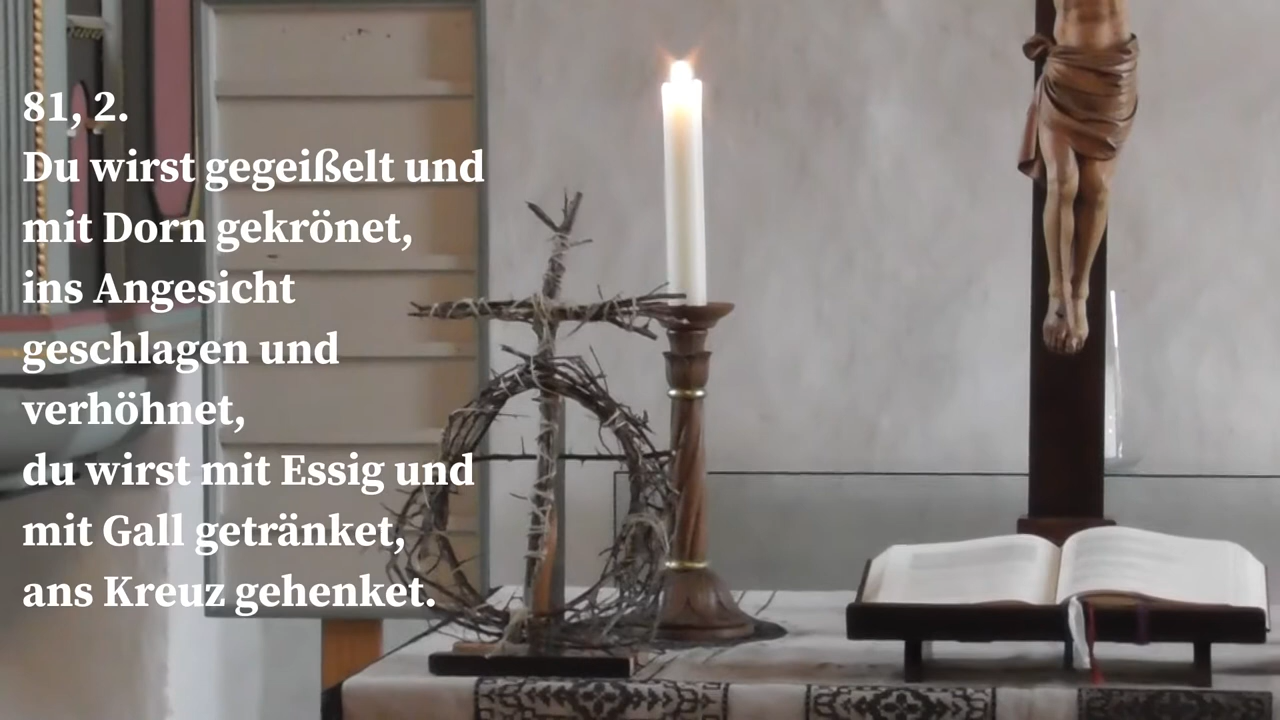 81, 2.
Du wirst gegeißelt und
mit Dorn gekrönet,
ins Angesicht
geschlagen und
verhöhnet,
du wirst mit Essig und
mit Gall getränket,
ans Kreuz gehenket.